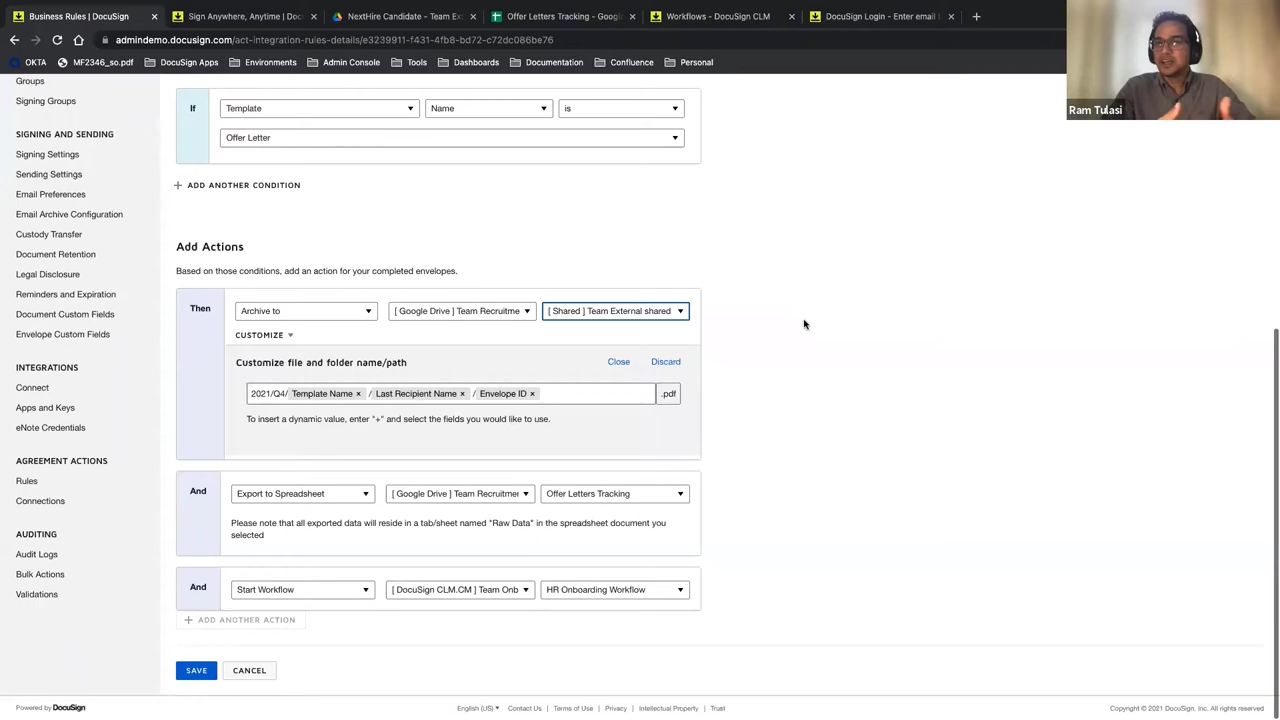 Business Rules | DocuSign
Sign Anywhere, Anytime | Doc
NextHire Candidate - Team Ex
Offer Letters Tracking - Google
Workflows - DocuSign CLM
DocuSign Login - Enter email
admindemo.docusign.com/act-integration-rules-details/e3239911-f431-4fb8-bd72-c72dc086be76
OKTA
MF2346_so.pdf
DocuSign Apps
Environments
Admin Console
Tools
Dashboards
Documentation
Confluence
Personal
Ram Tulasi
Groups
Signing Groups
SIGNING AND SENDING
Signing Settings
Sending Settings
Email Preferences
Email Archive Configuration
Custody Transfer
Document Retention
Legal Disclosure
Reminders and Expiration
Document Custom Fields
Envelope Custom Fields
INTEGRATIONS
Connect
Apps and Keys
eNote Credentials
AGREEMENT ACTIONS
Rules
Connections
AUDITING
Audit Logs
Bulk Actions
Validations
If
Template
Name
is
Offer Letter
+ ADD ANOTHER CONDITION
Add Actions
Based on those conditions, add an action for your completed envelopes.
Then
Archive to
[ Google Drive ] Team Recruitme
[ Shared ] Team External shared
CUSTOMIZE
Customize file and folder name/path
Close
Discard
2021/Q4/ Template Name × / Last Recipient Name × / Envelope ID ×
.pdf
To insert a dynamic value, enter "+" and select the fields you would like to use.
And
Export to Spreadsheet
[ Google Drive ] Team Recruitmer
Offer Letters Tracking
Please note that all exported data will reside in a tab/sheet named "Raw Data" in the spreadsheet document you
selected
And
Start Workflow
[ DocuSign CLM.CM ] Team Onb
HR Onboarding Workflow
+ ADD ANOTHER ACTION
SAVE
CANCEL
Powered by DocuSign
English (US)
Contact Us | Terms of Use | Privacy | Intellectual Property | Trust
Copyright © 2021 DocuSign, Inc. All rights reserved